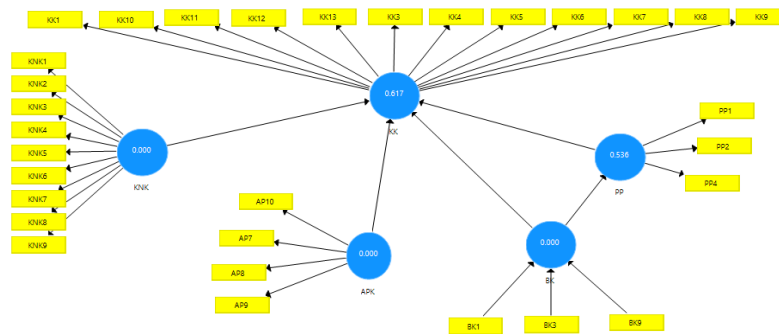 KK1
KK10
KK11
KK12
KK13
KK3
KK4
KK5
KK6
KK7
KK8
KK9
KNK1
KNK2
KNK3
KNK4
KNK5
KNK6
KNK7
KNK8
KNK9
0.000
KNK
0.617
KK
PP1
PP2
PP4
0.536
PP
AP10
AP7
AP8
AP9
0.000
APK
0.000
BK
BK1
BK3
BK9